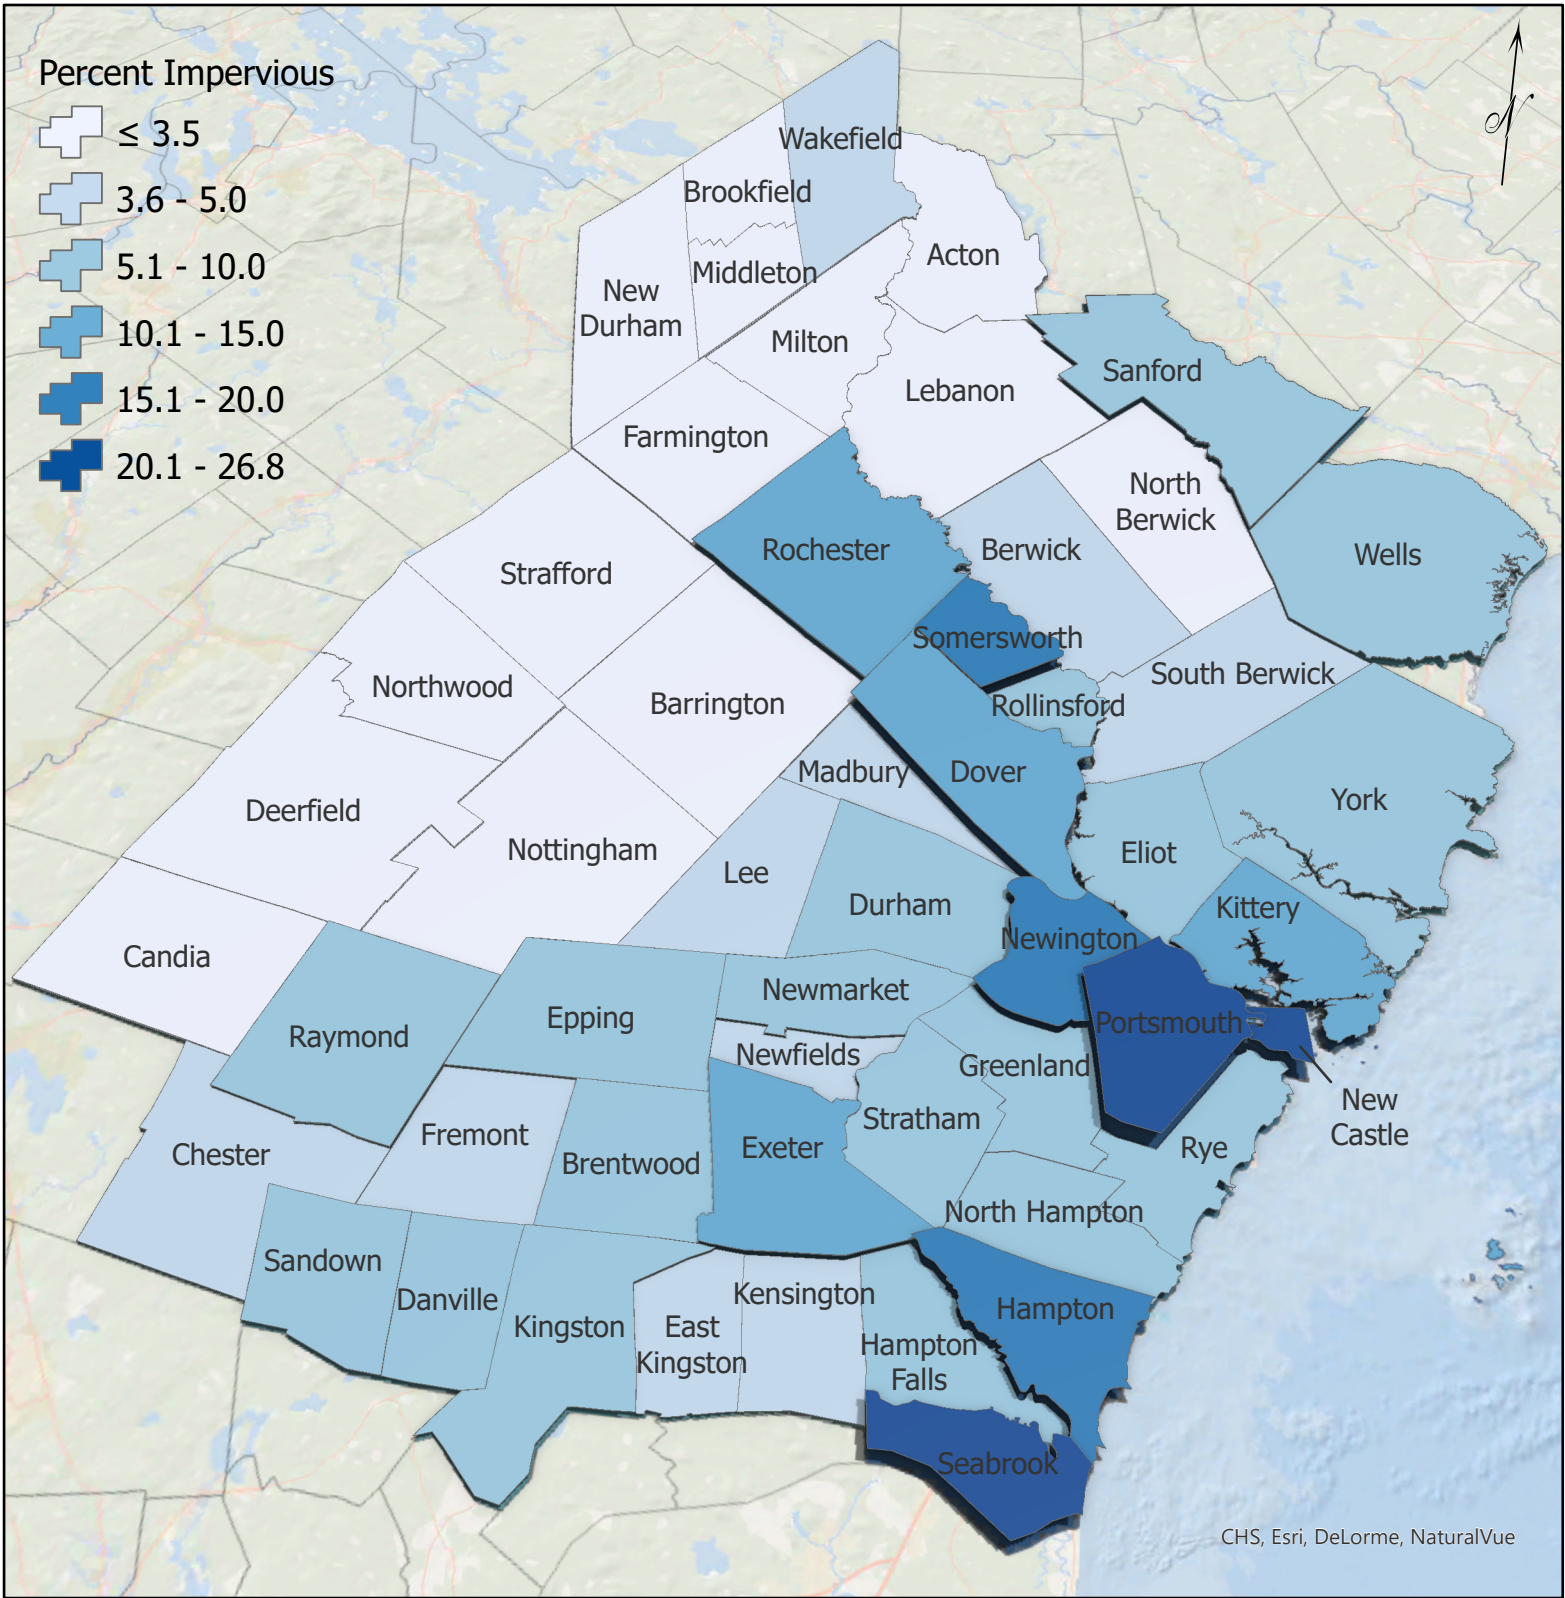 Percent Impervious
≤ 3.5
3.6 - 5.0
5.1 - 10.0
10.1 - 15.0
15.1 - 20.0
20.1 - 26.8
N
Wakefield
Brookfield
Acton
Middleton
New
Durham
Milton
Sanford
Lebanon
Farmington
North
Berwick
Rochester
Berwick
Wells
Strafford
Somersworth
South Berwick
Northwood
Barrington
Rollinsford
Madbury
Dover
York
Deerfield
Nottingham
Eliot
Lee
Durham
Kittery
Newington
Candia
Newmarket
Epping
Portsmouth
Raymond
Newfields
Greenland
New
Castle
Stratham
Fremont
Exeter
Rye
Chester
Brentwood
North Hampton
Sandown
Kensington
Danville
Hampton
Kingston
East
Kingston
Hampton
Falls
Seabrook
CHS, Esri, DeLorme, NaturalVue